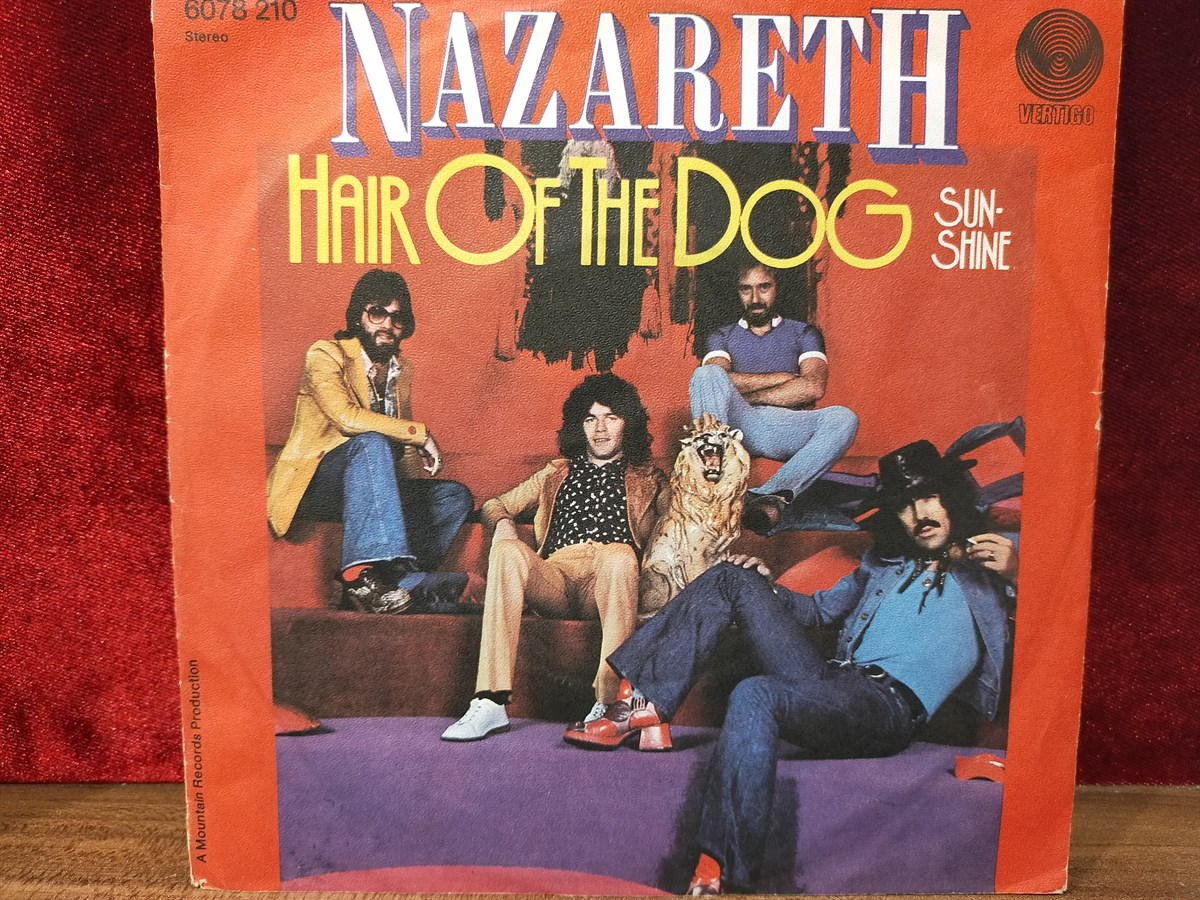 6078 210
Stereo
NAZARETH
VERTIGO
HAIR OF THE DOG
SUN-
SHINE
A Mountain Records Production